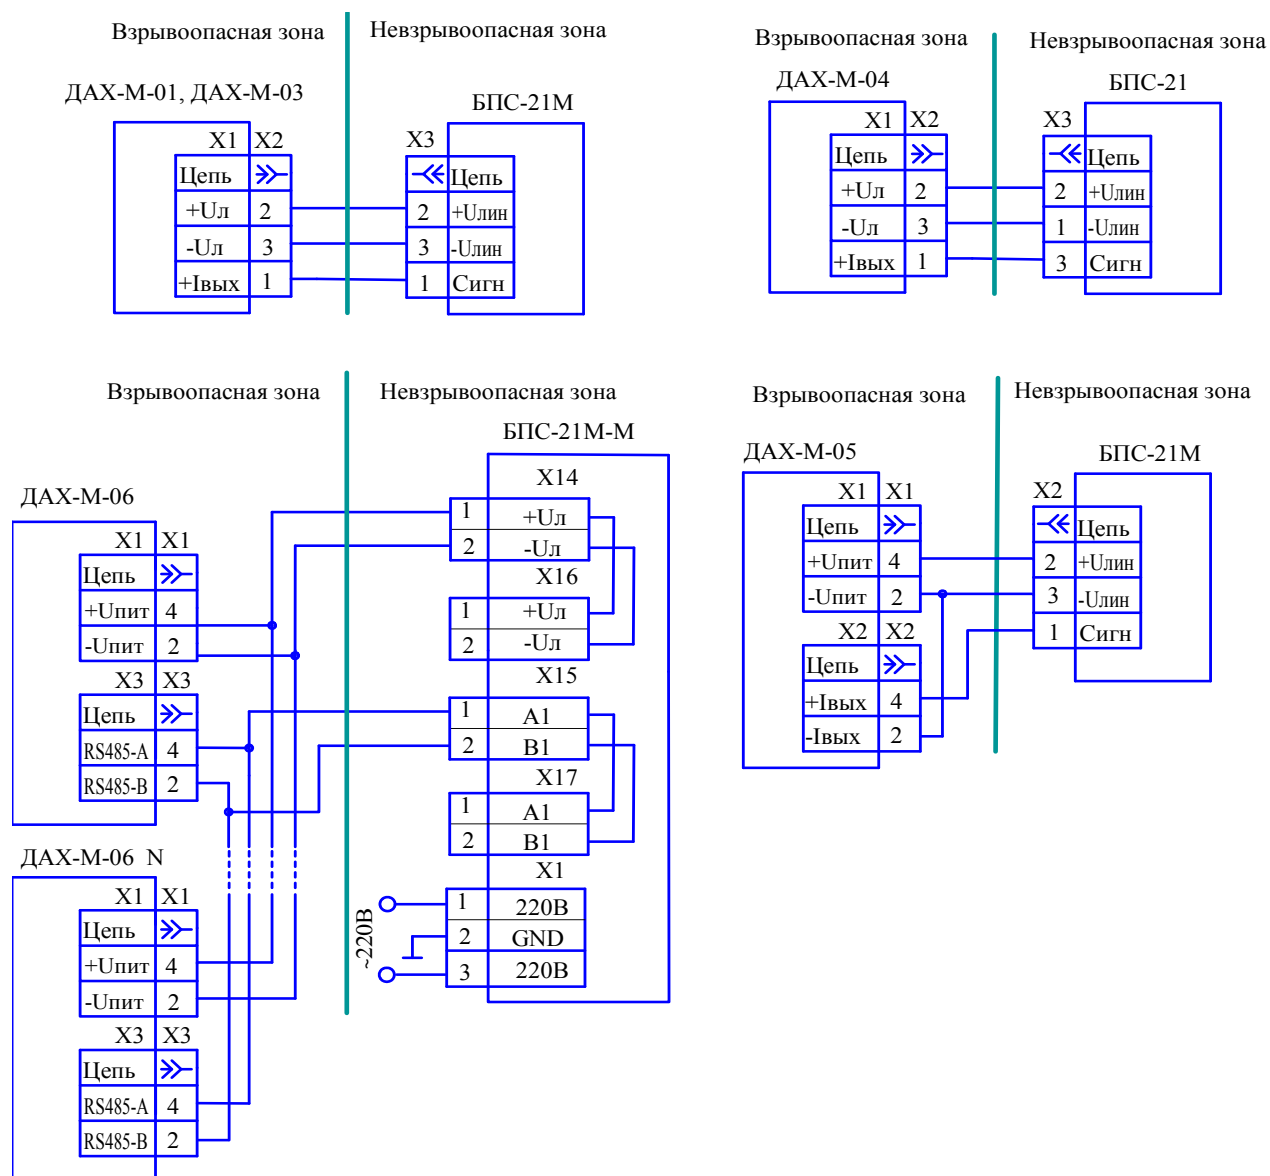 Взрывоопасная зона
Невзрывоопасная зона
ДАХ-М-01, ДАХ-М-03
БПС-21М
X1 X2
X3
Цепь
Цепь
+Uл 2
2 +Uлин
-Uл 3
3 -Uлин
+Iвых 1
1 Сигн
Взрывоопасная зона
Невзрывоопасная зона
ДАХ-М-04
БПС-21
X1 X2
X3
Цепь
Цепь
+Uл 2
2 +Uлин
-Uл 3
1 -Uлин
+Iвых 1
3 Сигн
Взрывоопасная зона
Невзрывоопасная зона
БПС-21М-М
ДАХ-М-06
X1 X1
Цепь
+Uпит 4
-Uпит 2
X3 X3
Цепь
RS485-A 4
RS485-B 2
ДАХ-М-06 N
X1 X1
Цепь
+Uпит 4
-Uпит 2
X3 X3
Цепь
RS485-A 4
RS485-B 2
X14
1 +Uл
2 -Uл
X16
1 +Uл
2 -Uл
X15
1 A1
2 B1
X17
1 A1
2 B1
X1
1 220В
2 GND
3 220В
~220В
Взрывоопасная зона
Невзрывоопасная зона
ДАХ-М-05
БПС-21М
X1 X1
X2
Цепь
Цепь
+Uпит 4
2 +Uлин
-Uпит 2
3 -Uлин
X2 X2
1 Сигн
Цепь
+Iвых 4
-Iвых 2